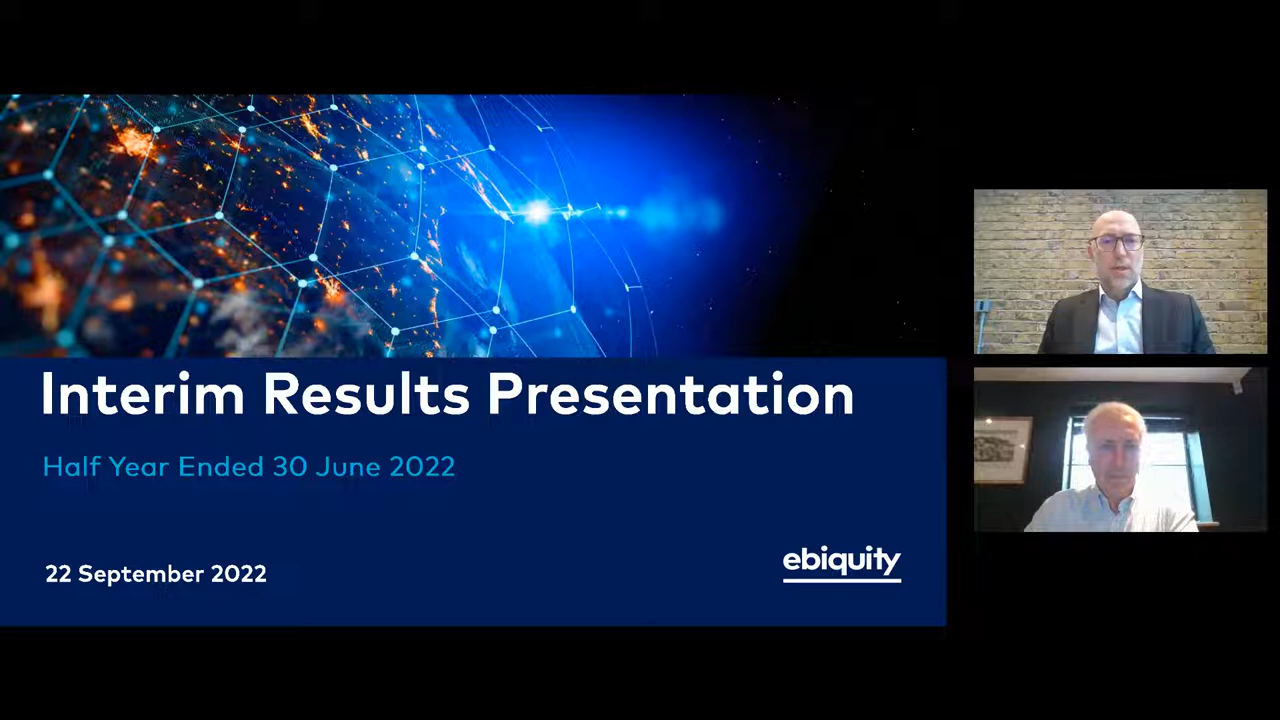 Interim Results Presentation
Half Year Ended 30 June 2022
22 September 2022
ebiquity